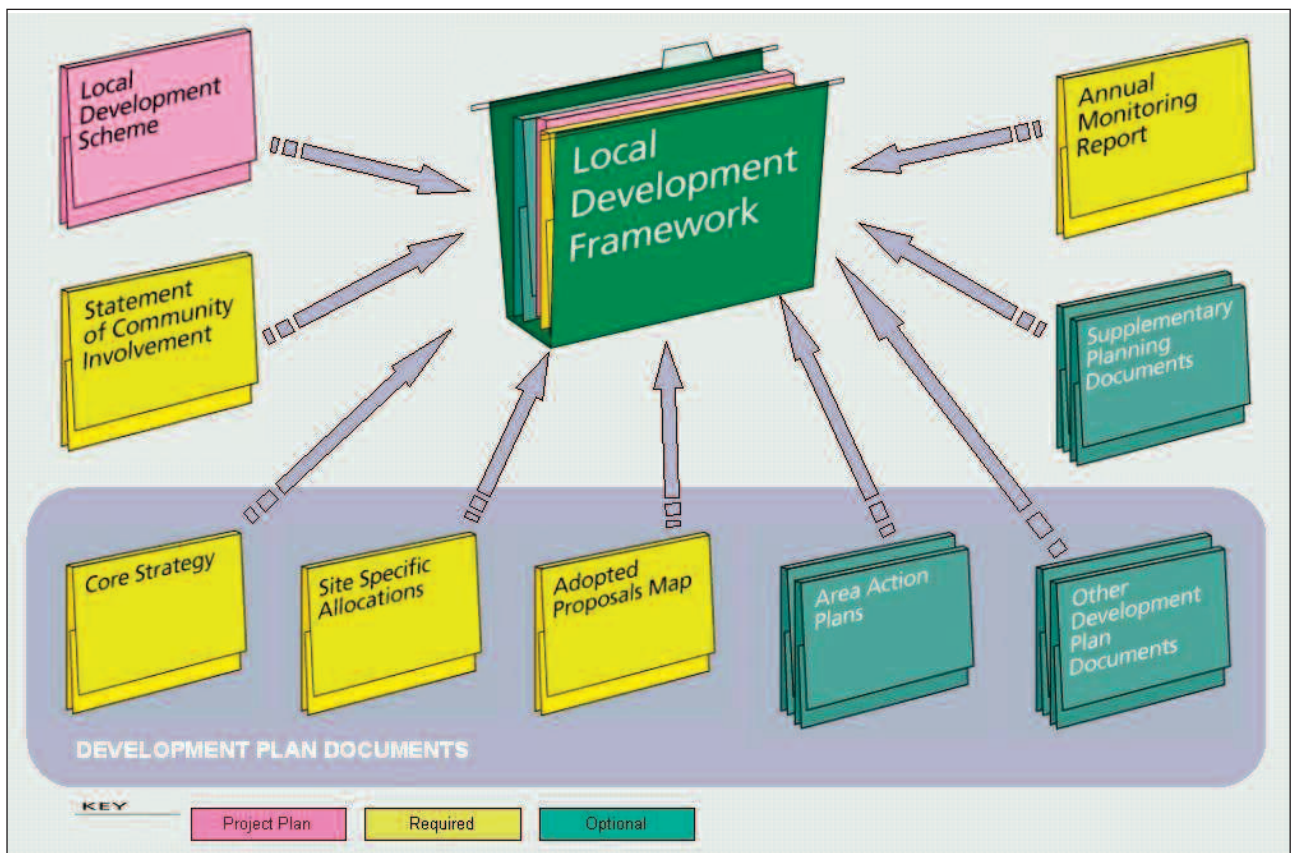 Local
Development
Scheme
Local
Development
Framework
Annual
Monitoring
Report
Statement
of Community
Involvement
Supplementary
Planning
Documents
Core Strategy
Site Specific
Allocations
Adopted
Proposals Map
Area Action
Plans
Other
Development
Plan
Documents
DEVELOPMENT PLAN DOCUMENTS
KEY
Project Plan
Required
Optional